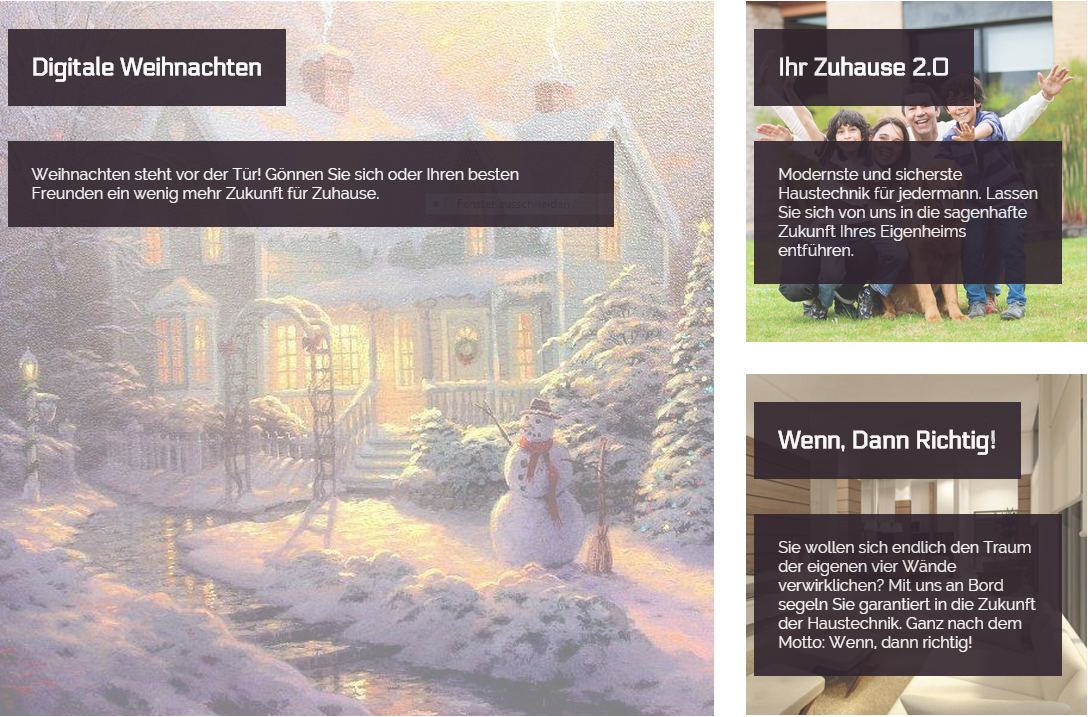 Digitale Weihnachten
Weihnachten steht vor der Tür! Gönnen Sie sich oder Ihren besten
Freunden ein wenig mehr Zukunft für Zuhause.
Fenster ausschneiden
Ihr Zuhause 2.0
Modernste und sicherste
Haustechnik für jedermann. Lassen
Sie sich von uns in die sagenhafte
Zukunft Ihres Eigenheims
entführen.
Wenn, Dann Richtig!
Sie wollen sich endlich den Traum
der eigenen vier Wände
verwirklichen? Mit uns an Bord
segeln Sie garantiert in die Zukunft
der Haustechnik. Ganz nach dem
Motto: Wenn, dann richtig!